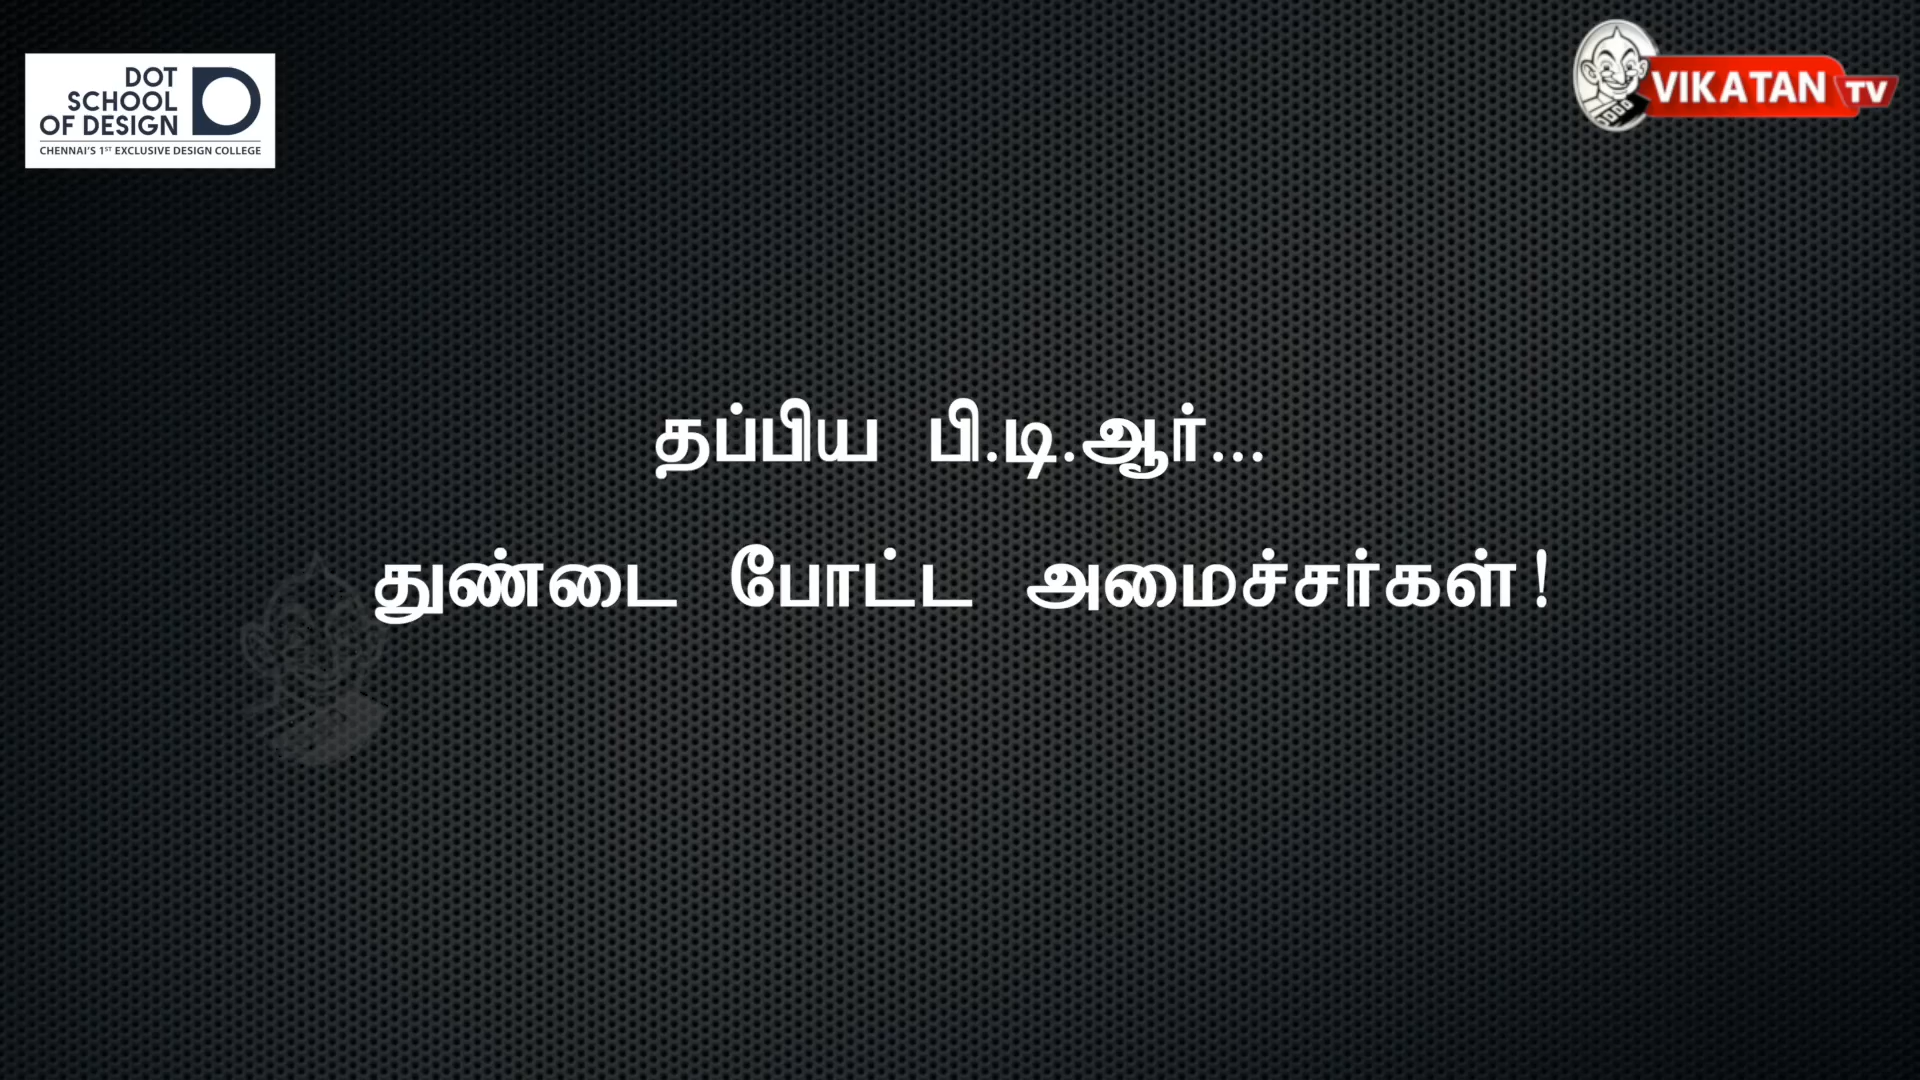 DOT
SCHOOL
OF DESIGN
CHENNAI'S 1ST EXCLUSIVE DESIGN COLLEGE
VIKATAN TV
தப்பிய பி.டி.ஆர்...
துண்டை போட்ட அமைச்சர்கள்!